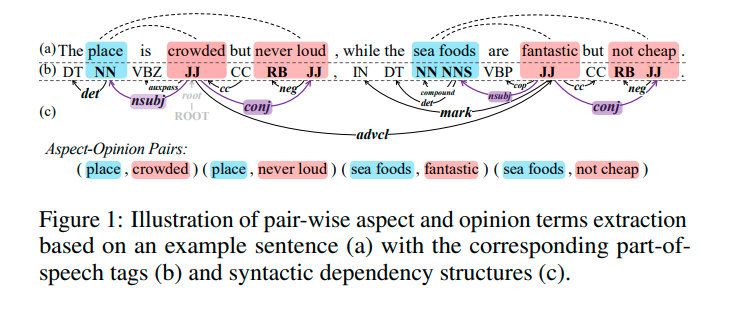 (a) The place is crowded but never loud , while the sea foods are fantastic but not cheap .
(b) DT NN VBZ JJ CC RB JJ , IN DT NN NNS VBP JJ CC RB JJ .
det nsubj auxpass root cc neg conj det compound mark nsubj cop cc neg conj
(c) ROOT
advcl
Aspect-Opinion Pairs:
( place , crowded ) ( place , never loud ) ( sea foods , fantastic ) ( sea foods , not cheap )
Figure 1: Illustration of pair-wise aspect and opinion terms extraction
based on an example sentence (a) with the corresponding part-of-
speech tags (b) and syntactic dependency structures (c).